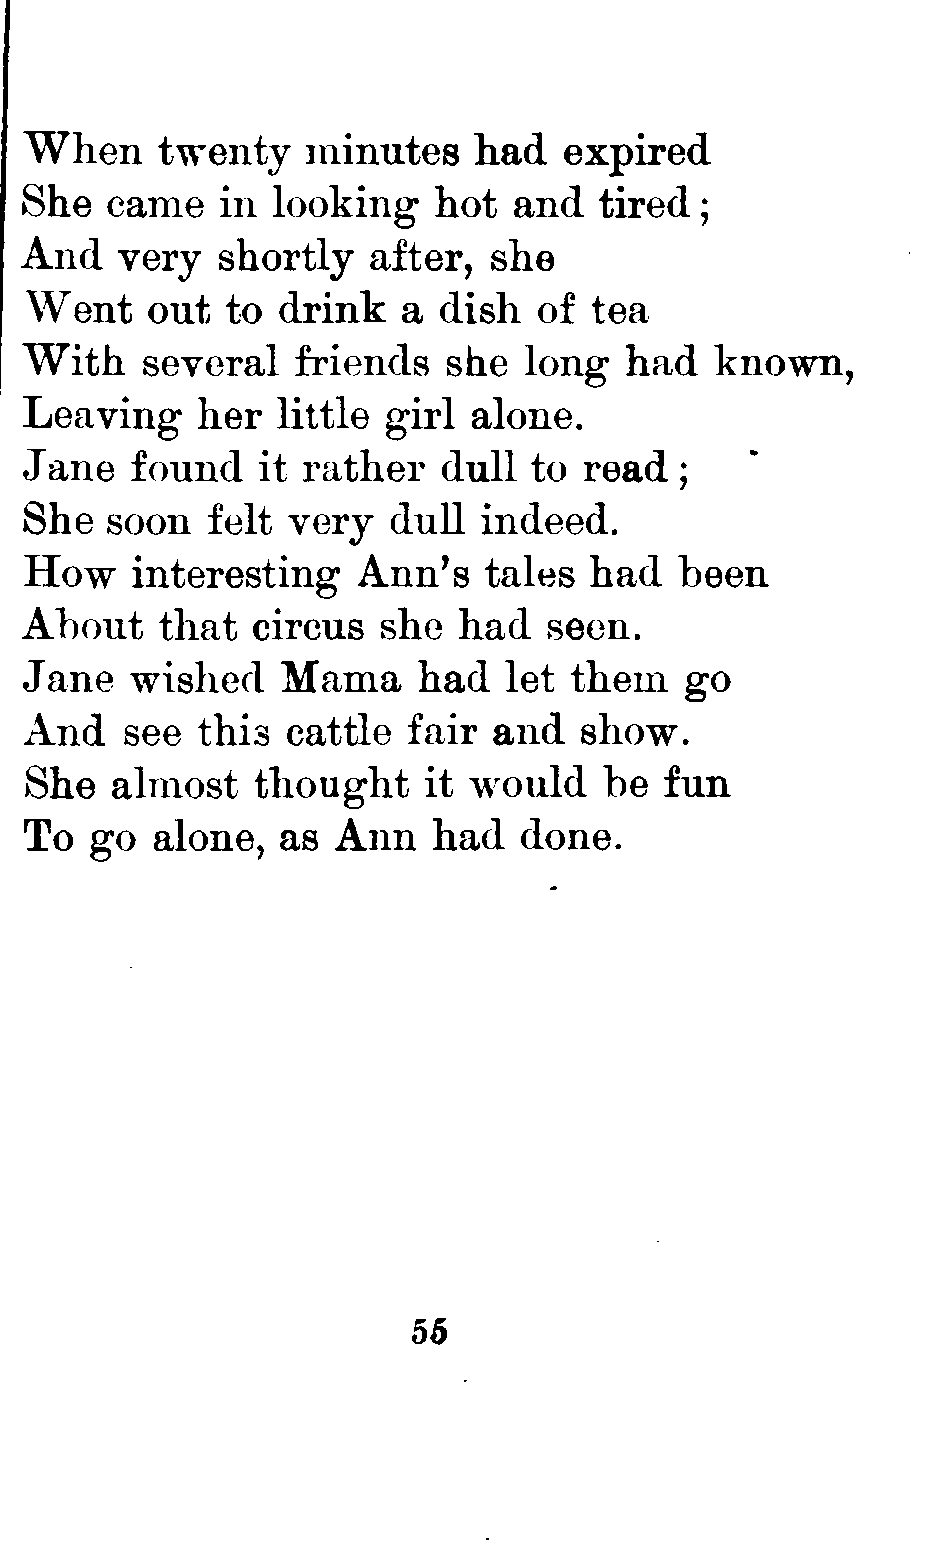 When twenty minutes had expired
She came in looking hot and tired ;
And very shortly after, she
Went out to drink a dish of tea
With several friends she long had known,
Leaving her little girl alone.
Jane found it rather dull to read ;
She soon felt very dull indeed.
How interesting Ann's tales had been
About that circus she had seen.
Jane wished Mama had let them go
And see this cattle fair and show.
She almost thought it would be fun
To go alone, as Ann had done.
55